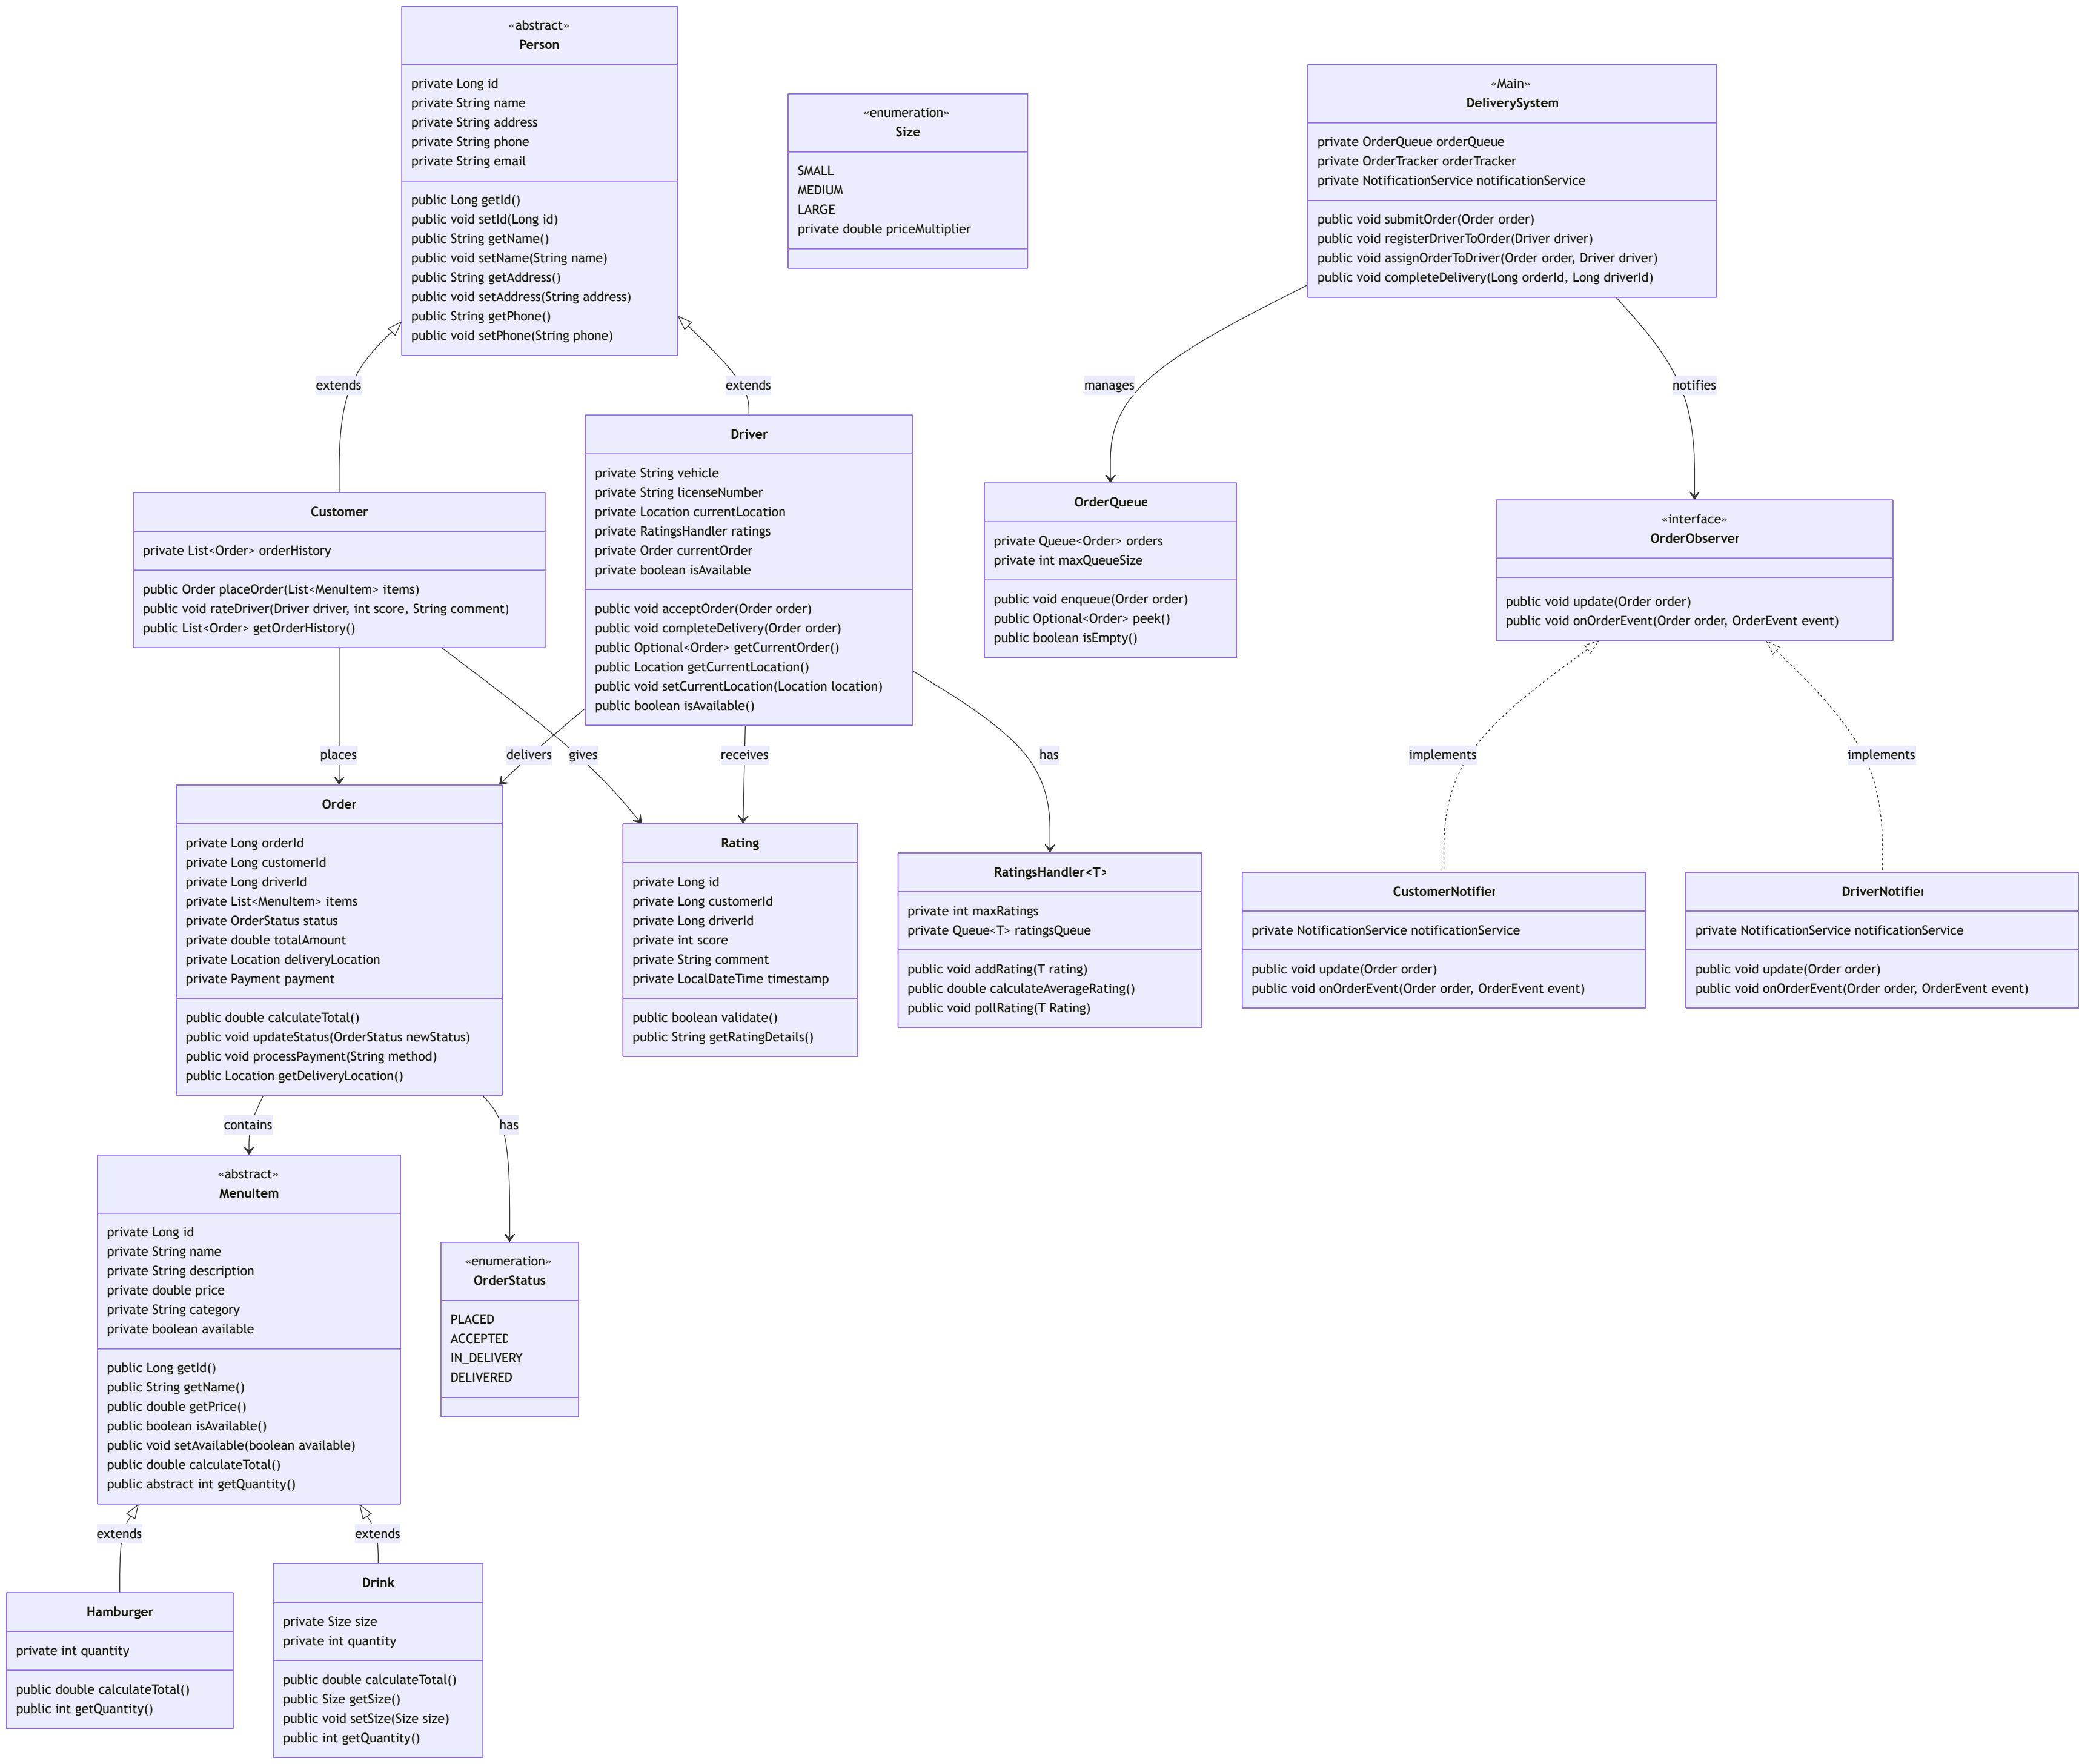 «abstract»
Person
private Long id
private String name
private String address
private String phone
private String email
public Long getId()
public void setId(Long id)
public String getName()
public void setName(String name)
public String getAddress()
public void setAddress(String address)
public String getPhone()
public void setPhone(String phone)
«enumeration»
Size
SMALL
MEDIUM
LARGE
private double priceMultiplier
«Main»
DeliverySystem
private OrderQueue orderQueue
private OrderTracker orderTracker
private NotificationService notificationService
public void submitOrder(Order order)
public void registerDriverToOrder(Driver driver)
public void assignOrderToDriver(Order order, Driver driver)
public void completeDelivery(Long orderId, Long driverId)
extends
extends
manages
notifies
Customer
private List<Order> orderHistory
public Order placeOrder(List<MenuItem> items)
public void rateDriver(Driver driver, int score, String comment)
public List<Order> getOrderHistory()
Driver
private String vehicle
private String licenseNumber
private Location currentLocation
private RatingsHandler ratings
private Order currentOrder
private boolean isAvailable
public void acceptOrder(Order order)
public void completeDelivery(Order order)
public Optional<Order> getCurrentOrder()
public Location getCurrentLocation()
public void setCurrentLocation(Location location)
public boolean isAvailable()
OrderQueue
private Queue<Order> orders
private int maxQueueSize
public void enqueue(Order order)
public Optional<Order> peek()
public boolean isEmpty()
«interface»
OrderObserver
public void update(Order order)
public void onOrderEvent(Order order, OrderEvent event)
places
delivers
gives
receives
has
implements
implements
Order
private Long orderId
private Long customerId
private Long driverId
private List<MenuItem> items
private OrderStatus status
private double totalAmount
private Location deliveryLocation
private Payment payment
public double calculateTotal()
public void updateStatus(OrderStatus newStatus)
public void processPayment(String method)
public Location getDeliveryLocation()
Rating
private Long id
private Long customerId
private Long driverId
private int score
private String comment
private LocalDateTime timestamp
public boolean validate()
public String getRatingDetails()
RatingsHandler<T>
private int maxRatings
private Queue<T> ratingsQueue
public void addRating(T rating)
public double calculateAverageRating()
public void pollRating(T Rating)
CustomerNotifier
private NotificationService notificationService
public void update(Order order)
public void onOrderEvent(Order order, OrderEvent event)
DriverNotifier
private NotificationService notificationService
public void update(Order order)
public void onOrderEvent(Order order, OrderEvent event)
contains
has
«abstract»
MenuItem
private Long id
private String name
private String description
private double price
private String category
private boolean available
public Long getId()
public String getName()
public double getPrice()
public boolean isAvailable()
public void setAvailable(boolean available)
public double calculateTotal()
public abstract int getQuantity()
«enumeration»
OrderStatus
PLACED
ACCEPTED
IN_DELIVERY
DELIVERED
extends
extends
Hamburger
private int quantity
public double calculateTotal()
public int getQuantity()
Drink
private Size size
private int quantity
public double calculateTotal()
public Size getSize()
public void setSize(Size size)
public int getQuantity()